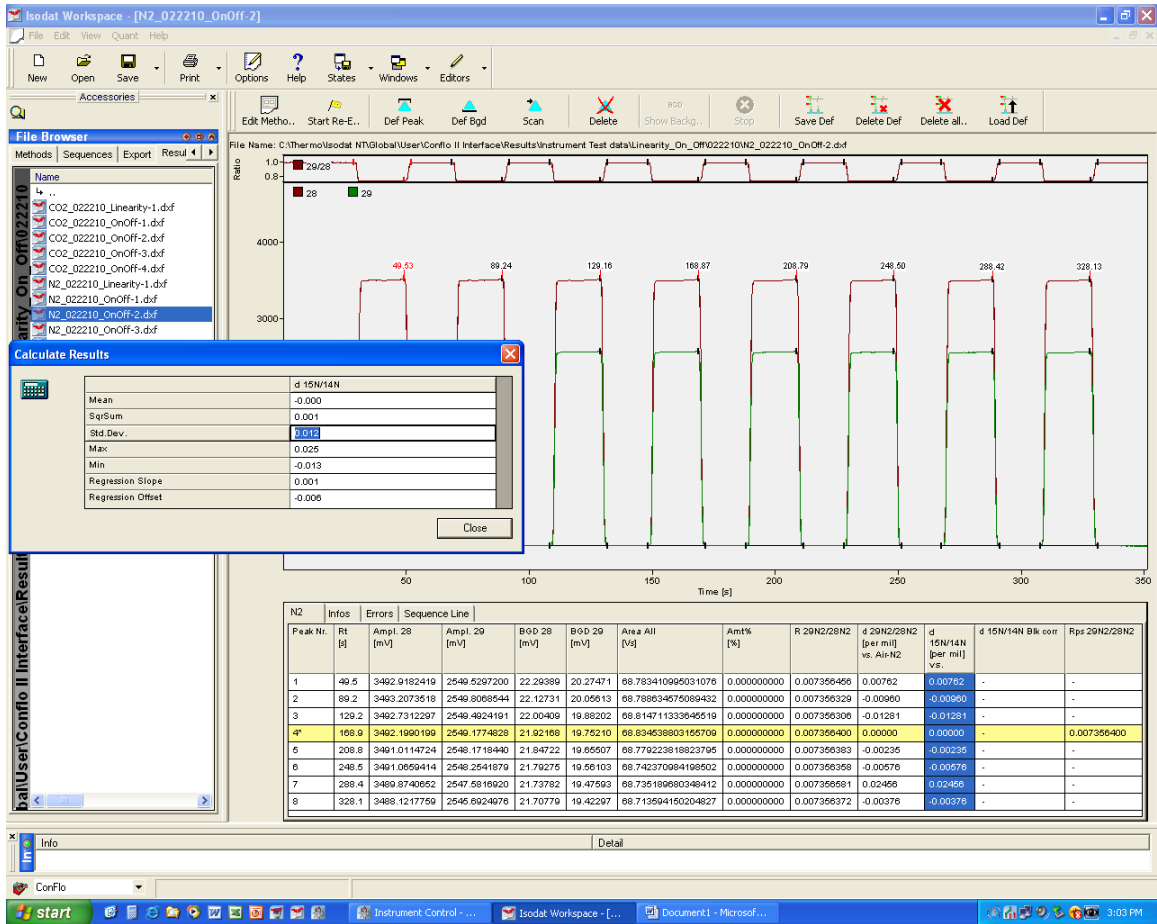 Isodat Workspace - [N2_022210_OnOff-2]
File Edit View Quant Help
New Open Save Print Options Help States Windows Editors
Accessories
File Browser
Methods Sequences Export Resul
Name
..
CO2_022210_Linearity-1.dxf
CO2_022210_OnOff-1.dxf
CO2_022210_OnOff-2.dxf
CO2_022210_OnOff-3.dxf
CO2_022210_OnOff-4.dxf
N2_022210_Linearity-1.dxf
N2_022210_OnOff-1.dxf
N2_022210_OnOff-2.dxf
N2_022210_OnOff-3.dxf
arity_On_Off\022210
bal\User\Conflo II Interface\Result
Edit Metho.. Start Re-E.. Def Peak Def Bgd Scan Delete Show Backg.. Stop Save Def Delete Def Delete all.. Load Def
File Name: C:\Thermo\Isodat NT\Global\User\Conflo II Interface\Results\Instrument Test data\Linearity_On_Off\022210\N2_022210_OnOff-2.dxf
Ratio
1.0
0.8
29/28
28 29
4000
3000
49.53 89.24 129.16 168.87 208.79 248.50 288.42 328.13
50 100 150 200 250 300 350
Time [s]
Calculate Results
d 15N/14N
Mean -0.000
SqrSum 0.001
Std.Dev. 0.012
Max 0.025
Min -0.013
Regression Slope 0.001
Regression Offset -0.006
Close
N2 Infos Errors Sequence Line
Peak Nr. Rt Ampl. 28 Ampl. 29 BGD 28 BGD 29 Area All Amt% R 29N2/28N2 d 29N2/28N2 d d 15N/14N Blk corr Rps 29N2/28N2
[s] [mV] [mV] [mV] [mV] [Vs] [%] [per mil] 15N/14N
vs. Air-N2 [per mil]
vs.
1 49.5 3492.9182419 2549.5297200 22.29389 20.27471 68.783410995031076 0.000000000 0.007356456 0.00762 0.00762 - -
2 89.2 3493.2073518 2549.8068544 22.12731 20.05613 68.788634575089432 0.000000000 0.007356329 -0.00960 -0.00960 - -
3 129.2 3492.7312297 2549.4924191 22.00409 19.88202 68.814711333645519 0.000000000 0.007356306 -0.01281 -0.01281 - -
4* 168.9 3492.1990199 2549.1774828 21.92168 19.75210 68.834538803155709 0.000000000 0.007356400 0.00000 0.00000 - 0.007356400
5 208.8 3491.0114724 2548.1718440 21.84722 19.65507 68.779223818823795 0.000000000 0.007356383 -0.00235 -0.00235 - -
6 248.5 3491.0659414 2548.2541879 21.79275 19.56103 68.742370984198502 0.000000000 0.007356358 -0.00576 -0.00576 - -
7 288.4 3489.8740652 2547.5816920 21.73782 19.47593 68.735189680348412 0.000000000 0.007356581 0.02456 0.02456 - -
8 328.1 3488.1217759 2545.6924976 21.70779 19.42297 68.713594150204827 0.000000000 0.007356372 -0.00376 -0.00376 - -
In
Info Detail
ConFlo
start Instrument Control - ... Isodat Workspace - [... Document1 - Microsof... 3:03 PM